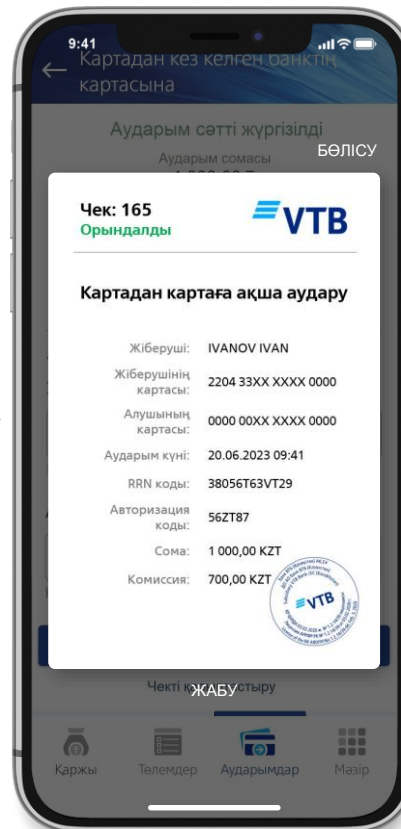 9:41
Картадан кез келген банктің
картасына
Аударым сәтті жүргізілді
БӨЛІСУ
Аударым сомасы
Чек: 165
VTB
Орындалды
Картадан картаға ақша аудару
Жіберуші: IVANOV IVAN
Жіберушінің
картасы: 2204 33XX XXXX 0000
Алушының
картасы: 0000 00XX XXXX 0000
Аударым күні: 20.06.2023 09:41
RRN коды: 38056T63VT29
Авторизация
коды: 56ZT87
Сома: 1 000,00 KZT
Комиссия: 700,00 KZT
VTB
Чекті
ЖАБУ
Қаржы Төлемдер Аударымдар Мәзір